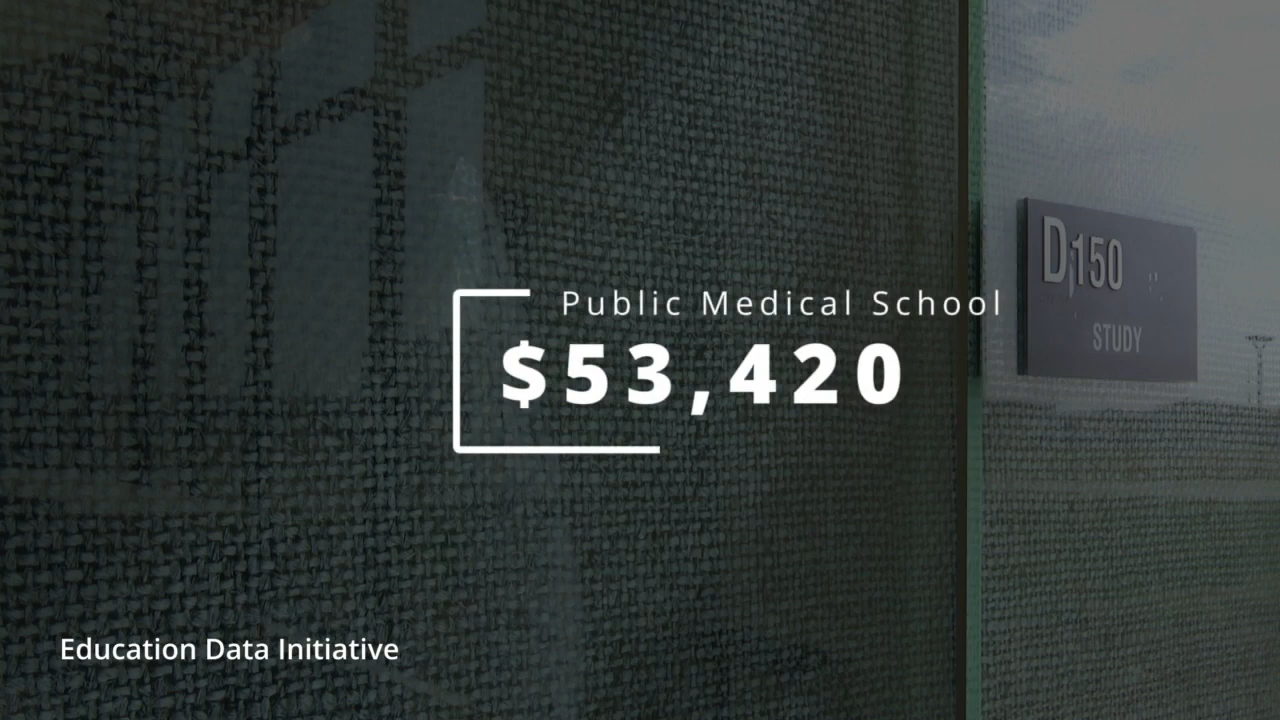 Public Medical School
$53,420
D150
STUDY
Education Data Initiative